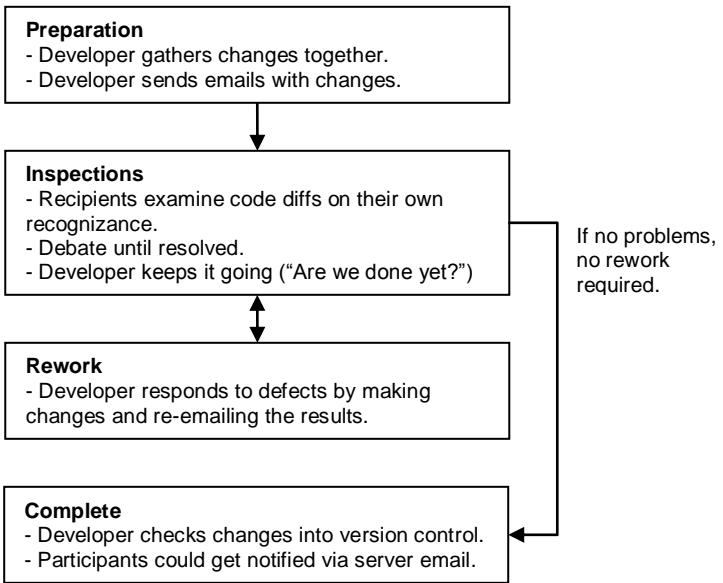 Preparation
- Developer gathers changes together.
- Developer sends emails with changes.
Inspections
- Recipients examine code diffs on their own
recognizance.
- Debate until resolved.
- Developer keeps it going (“Are we done yet?”)
If no problems,
no rework
required.
Rework
- Developer responds to defects by making
changes and re-emailing the results.
Complete
- Developer checks changes into version control.
- Participants could get notified via server email.